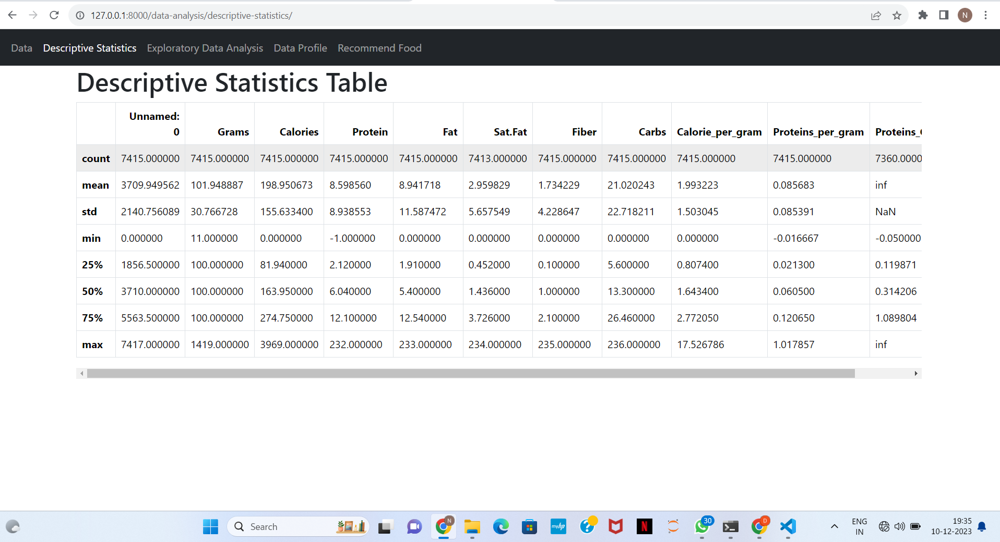 127.0.0.1:8000/data-analysis/descriptive-statistics/
N
Data Descriptive Statistics Exploratory Data Analysis Data Profile Recommend Food
Descriptive Statistics Table
Unnamed: 0 Grams Calories Protein Fat Sat.Fat Fiber Carbs Calorie_per_gram Proteins_per_gram Proteins_
count 7415.000000 7415.000000 7415.000000 7415.000000 7415.000000 7413.000000 7415.000000 7415.000000 7415.000000 7415.000000 7360.0000
mean 3709.949562 101.948887 198.950673 8.598560 8.941718 2.959829 1.734229 21.020243 1.993223 0.085683 inf
std 2140.756089 30.766728 155.633400 8.938553 11.587472 5.657549 4.228647 22.718211 1.503045 0.085391 NaN
min 0.000000 11.000000 0.000000 -1.000000 0.000000 0.000000 0.000000 0.000000 0.000000 -0.016667 -0.050000
25% 1856.500000 100.000000 81.940000 2.120000 1.910000 0.452000 0.100000 5.600000 0.807400 0.021300 0.119871
50% 3710.000000 100.000000 163.950000 6.040000 5.400000 1.436000 1.000000 13.300000 1.643400 0.060500 0.314206
75% 5563.500000 100.000000 274.750000 12.100000 12.540000 3.726000 2.100000 26.460000 2.772050 0.120650 1.089804
max 7417.000000 1419.000000 3969.000000 232.000000 233.000000 234.000000 235.000000 236.000000 17.526786 1.017857 inf
Search
N
myhp
N
30
D
ENG
IN
19:35
10-12-2023